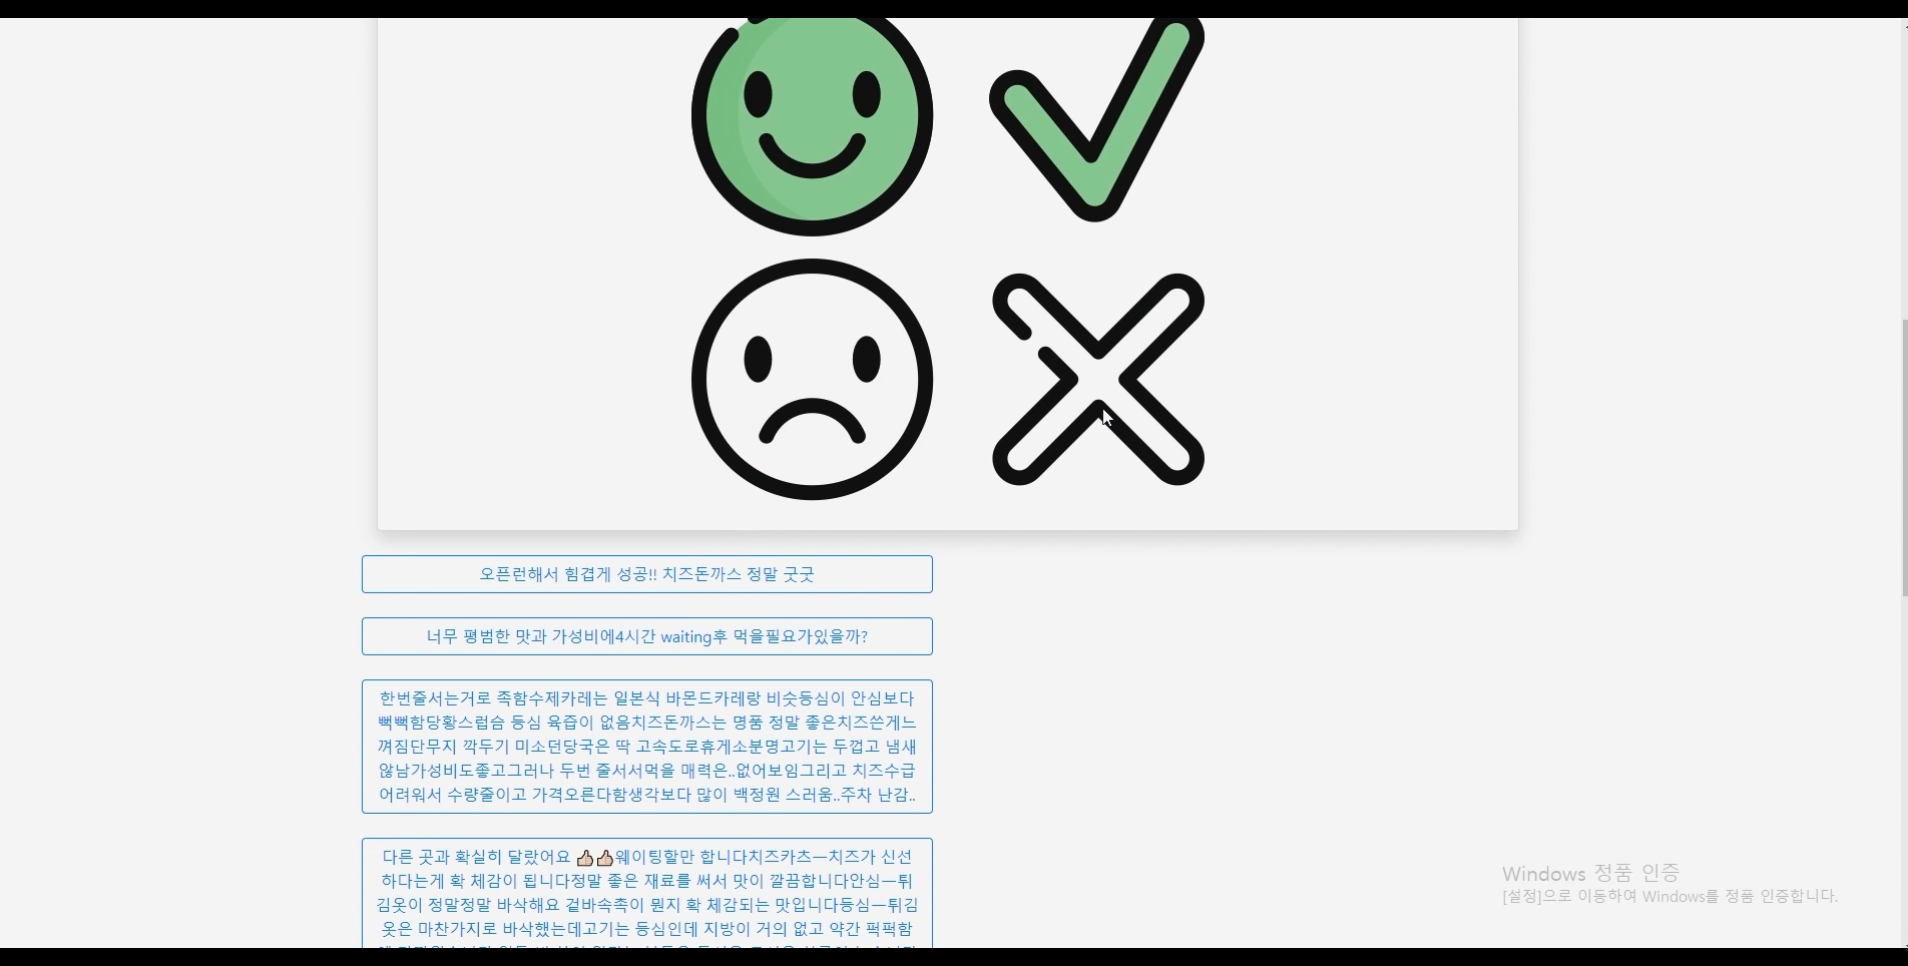 오픈런해서 힘겹게 성공!! 치즈돈까스 정말 굿굿
너무 평범한 맛과 가성비에4시간 waiting후 먹을필요가있을까?
한번줄서는거로 족함수제카레는 일본식 바몬드카레랑 비슷등심이 안심보다
뻑뻑함당황스럽슴 등심 육즙이 없음치즈돈까스는 명품 정말 좋은치즈쓴게느
껴짐단무지 깍두기 미소던당국은 딱 고속도로휴게소분명고기는 두껍고 냄새
않남가성비도좋고그러나 두번 줄서서먹을 매력은..없어보임그리고 치즈수급
어려워서 수량줄이고 가격오른다함생각보다 많이 백정원 스러움..주차 난감..
다른 곳과 확실히 달랐어요 👍🏻👍🏻웨이팅할만 합니다치즈카츠ㅡ치즈가 신선
하다는게 확 체감이 됩니다정말 좋은 재료를 써서 맛이 깔끔합니다안심ㅡ튀
김옷이 정말정말 바삭해요 겉바속촉이 뭔지 확 체감되는 맛입니다등심ㅡ튀김
옷은 마찬가지로 바삭했는데고기는 등심인데 지방이 거의 없고 약간 퍽퍽함
Windows 정품 인증
[설정]으로 이동하여 Windows를 정품 인증합니다.